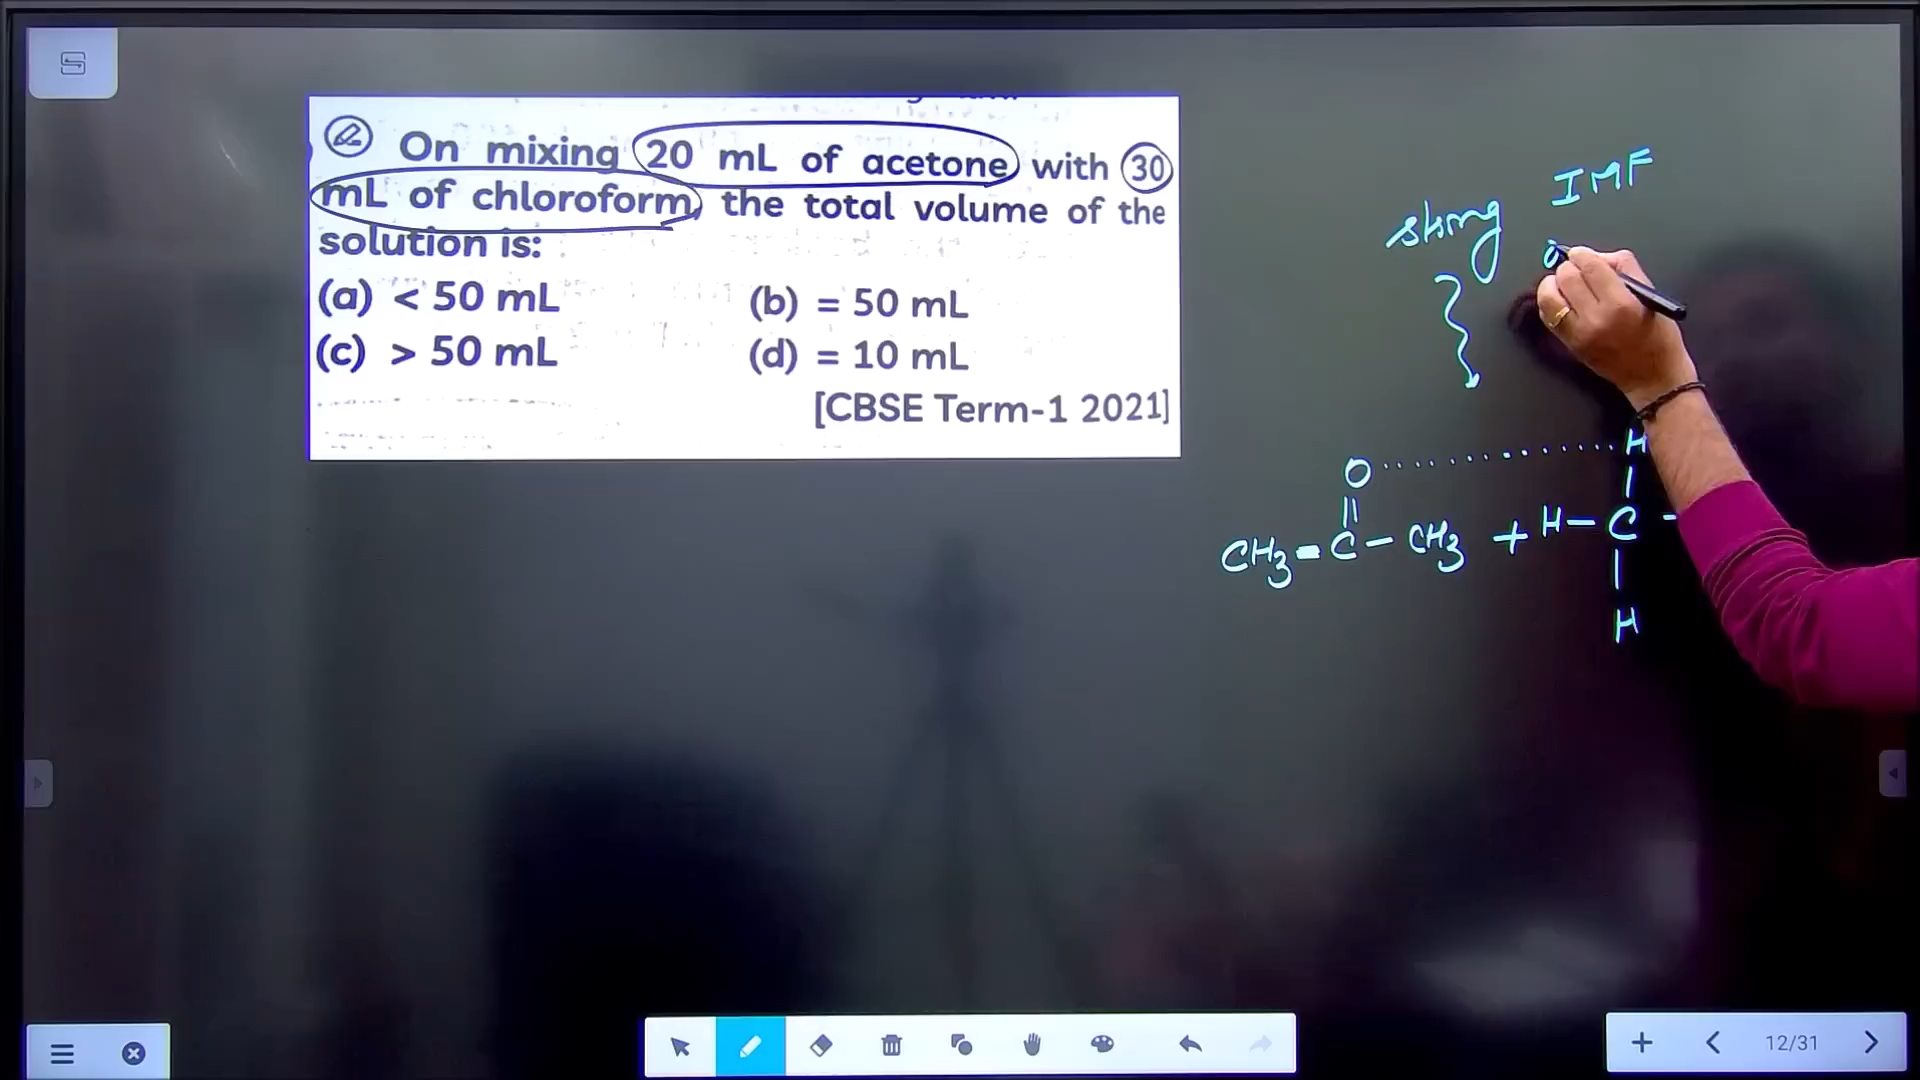 On mixing 20 mL of acetone with 30
mL of chloroform, the total volume of the
solution is:
(a) < 50 mL (b) = 50 mL
(c) > 50 mL (d) = 10 mL
[CBSE Term-1 2021]
IMF
strong
O H
CH3 - C - CH3 + H - C -
H
12/31